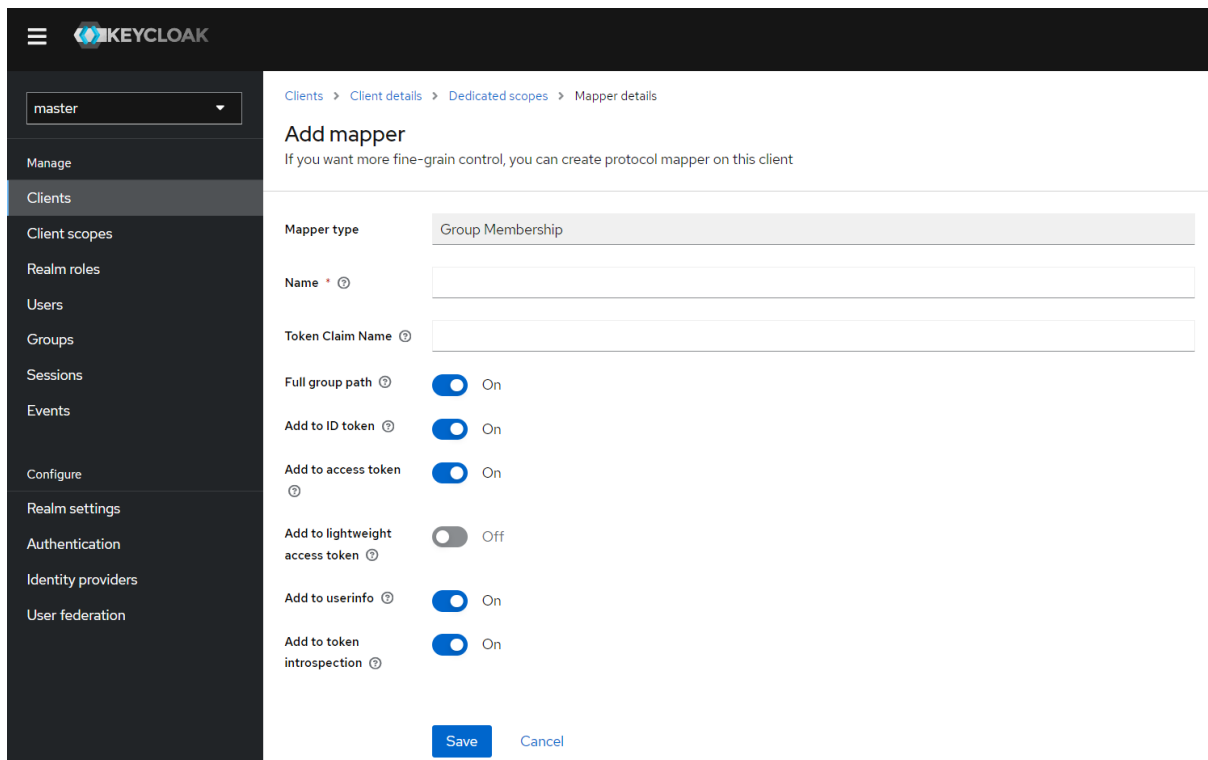 KEYCLOAK
master
Manage
Clients
Client scopes
Realm roles
Users
Groups
Sessions
Events
Configure
Realm settings
Authentication
Identity providers
User federation
Clients > Client details > Dedicated scopes > Mapper details
Add mapper
If you want more fine-grain control, you can create protocol mapper on this client
Mapper type Group Membership
Name *
Token Claim Name
Full group path On
Add to ID token On
Add to access token On
Add to lightweight
access token Off
Add to userinfo On
Add to token
introspection On
Save Cancel